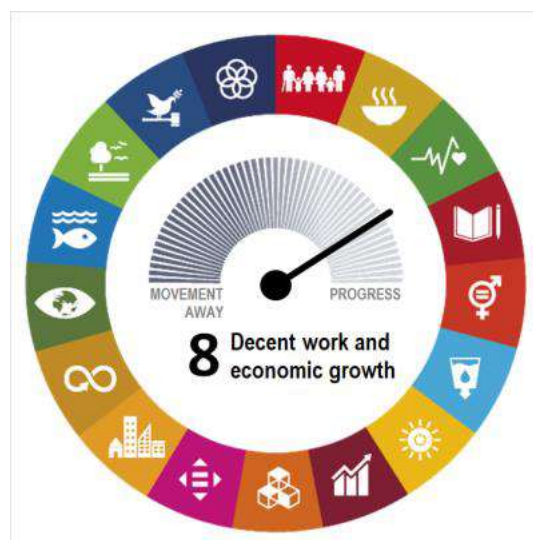 MOVEMENT
AWAY
PROGRESS
8 Decent work and
economic growth